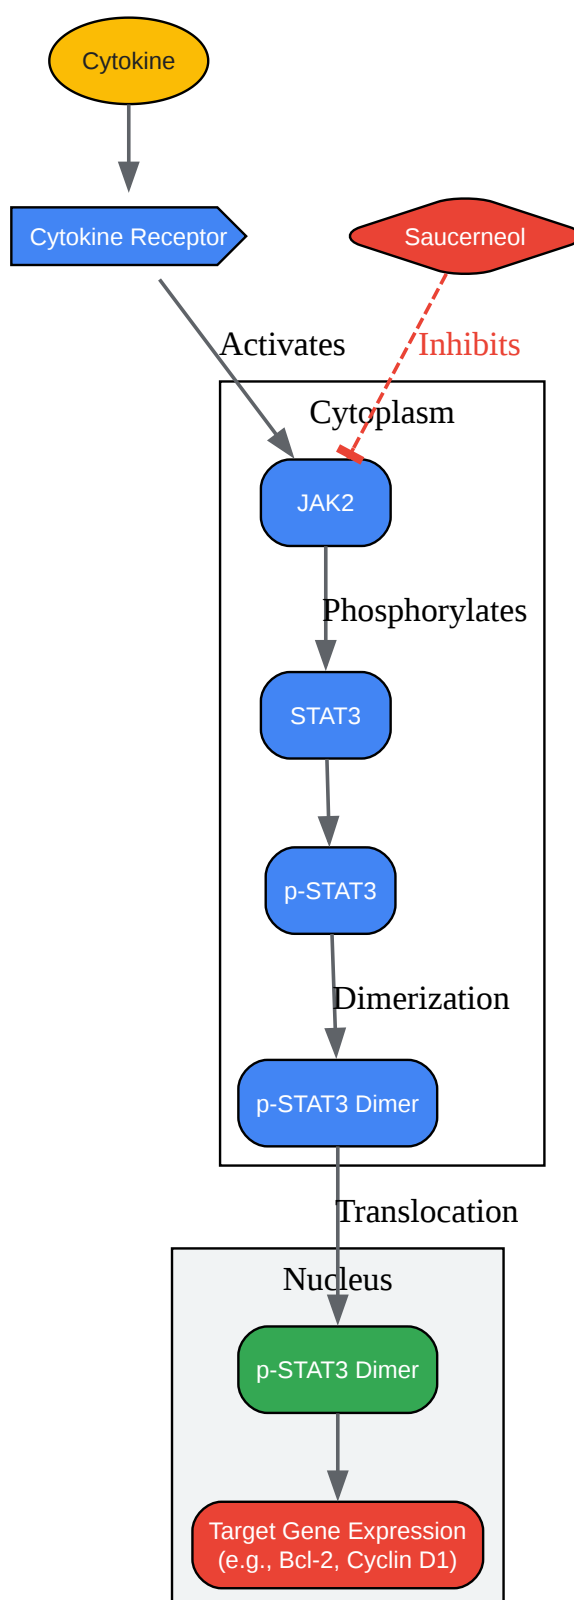 Cytokine
Cytokine Receptor
Saucerneol
Activates
Inhibits
Cytoplasm
JAK2
Phosphorylates
STAT3
p-STAT3
Dimerization
p-STAT3 Dimer
Translocation
Nucleus
p-STAT3 Dimer
Target Gene Expression
(e.g., Bcl-2, Cyclin D1)